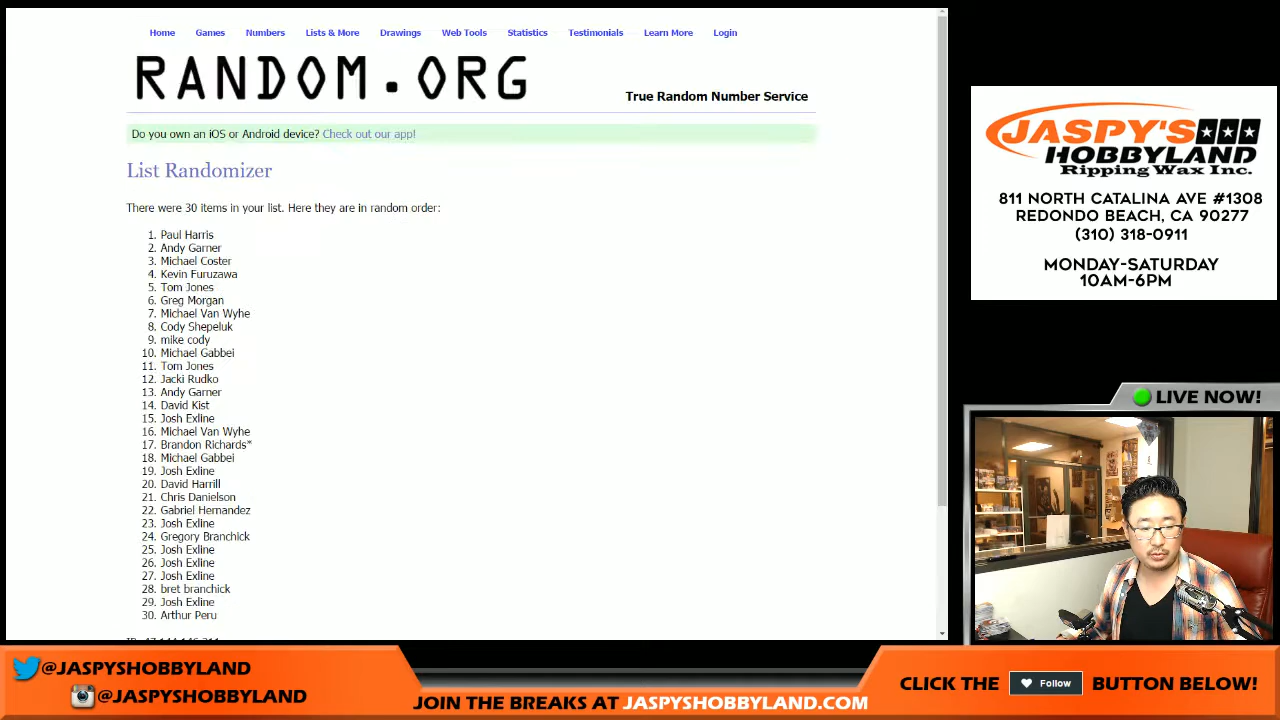 Home Games Numbers Lists & More Drawings Web Tools Statistics Testimonials Learn More Login
RANDOM.ORG
True Random Number Service
Do you own an iOS or Android device? Check out our app!
List Randomizer
There were 30 items in your list. Here they are in random order:
1. Paul Harris
2. Andy Garner
3. Michael Coster
4. Kevin Furuzawa
5. Tom Jones
6. Greg Morgan
7. Michael Van Wyhe
8. Cody Shepeluk
9. mike cody
10. Michael Gabbei
11. Tom Jones
12. Jacki Rudko
13. Andy Garner
14. David Kist
15. Josh Exline
16. Michael Van Wyhe
17. Brandon Richards*
18. Michael Gabbei
19. Josh Exline
20. David Harrill
21. Chris Danielson
22. Gabriel Hernandez
23. Josh Exline
24. Gregory Branchick
25. Josh Exline
26. Josh Exline
27. Josh Exline
28. bret branchick
29. Josh Exline
30. Arthur Peru
JASPY'S
HOBBYLAND
Ripping Wax Inc.
811 NORTH CATALINA AVE #1308
REDONDO BEACH, CA 90277
(310) 318-0911
MONDAY-SATURDAY
10AM-6PM
LIVE NOW!
@JASPYSHOBBYLAND
@JASPYSHOBBYLAND
JOIN THE BREAKS AT JASPYSHOBBYLAND.COM
CLICK THE Follow BUTTON BELOW!